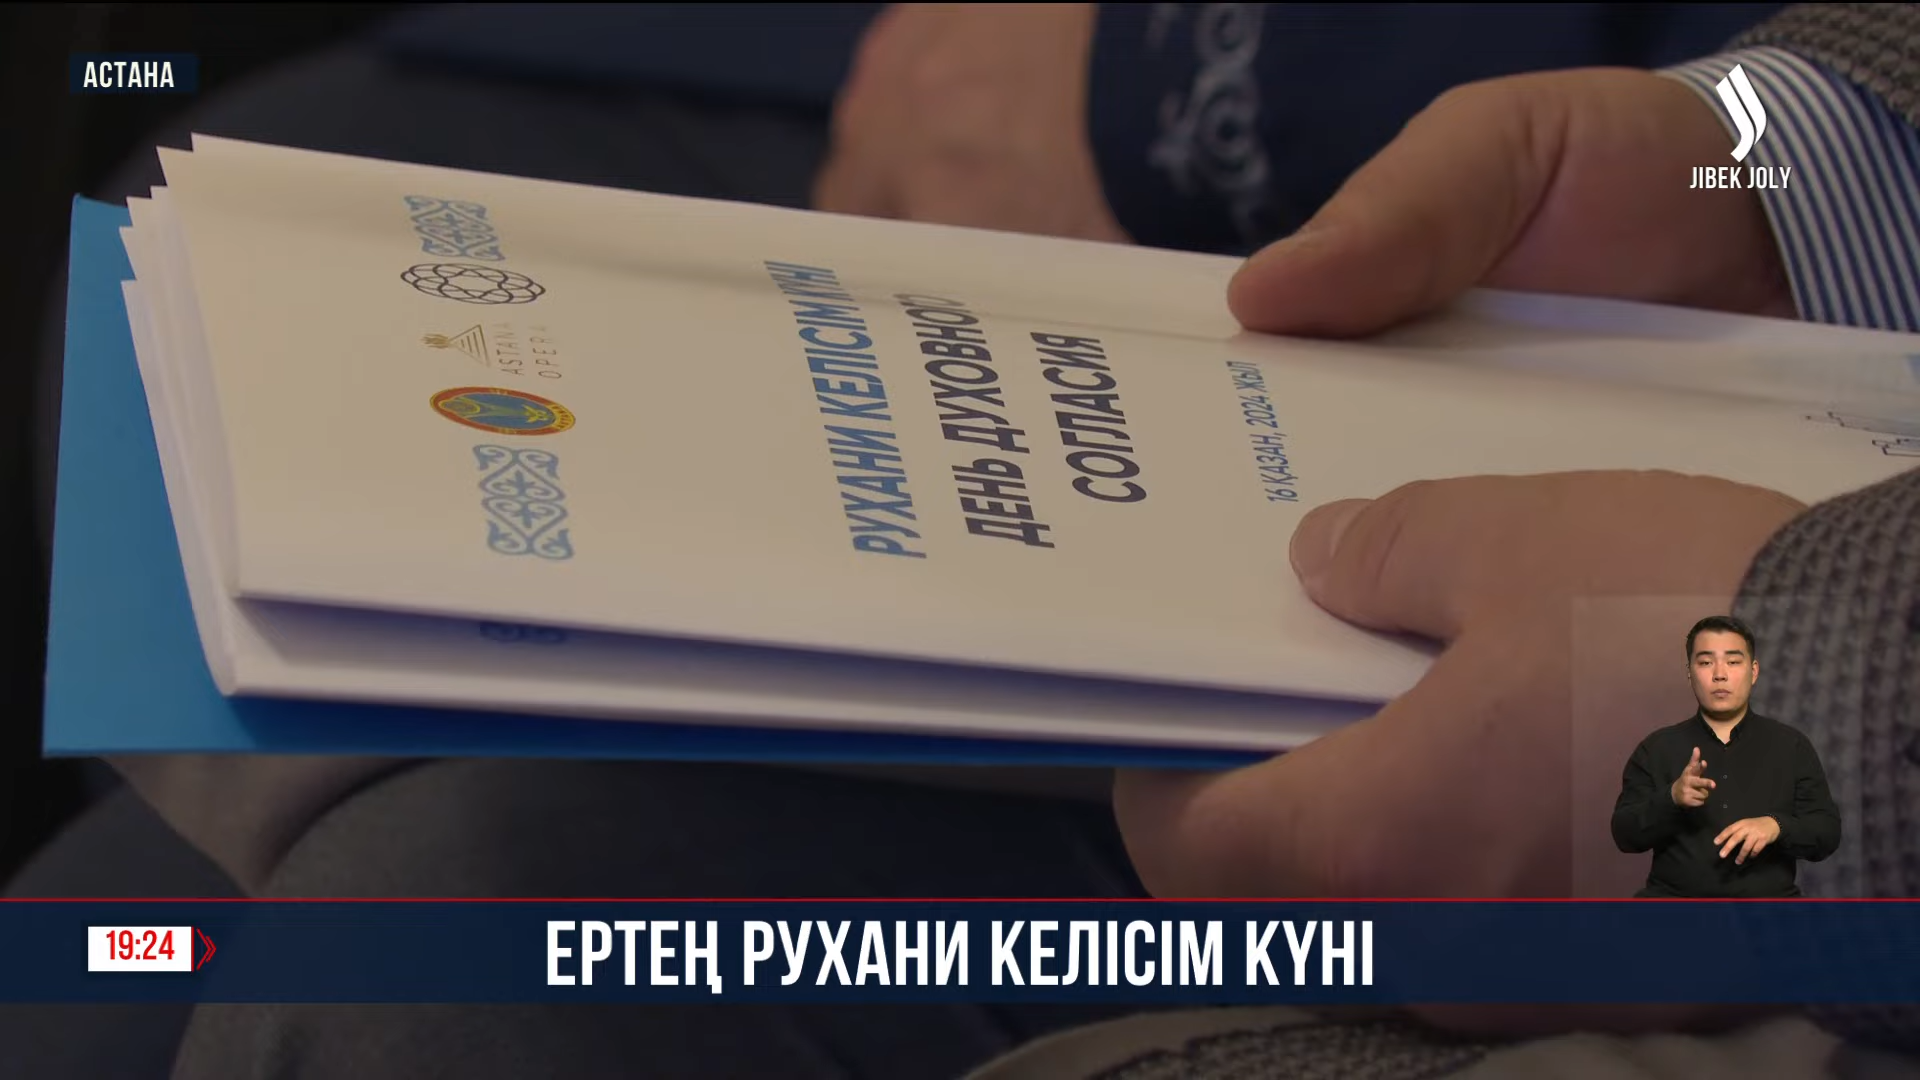 АСТАНА
JIBEK JOLY
ASTANA
OPERA
РУХАНИ КЕЛІСІМ КҮНІ
ДЕНЬ ДУХОВНОГО
СОГЛАСИЯ
16 ҚАЗАН, 2024 ЖЫЛ
19:24
ЕРТЕҢ РУХАНИ КЕЛІСІМ КҮНІ